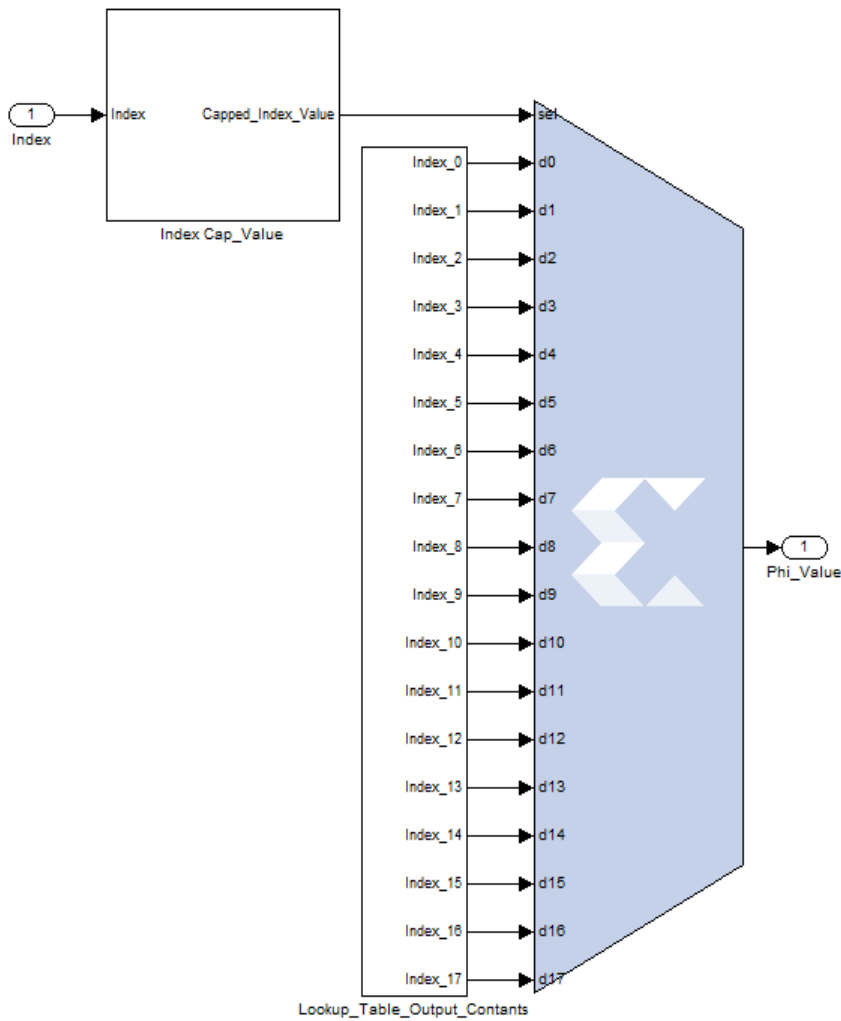 1
Index
Index
Capped_Index_Value
Index Cap_Value
sel
Index_0
d0
Index_1
d1
Index_2
d2
Index_3
d3
Index_4
d4
Index_5
d5
Index_6
d6
Index_7
d7
Index_8
d8
Index_9
d9
Index_10
d10
Index_11
d11
Index_12
d12
Index_13
d13
Index_14
d14
Index_15
d15
Index_16
d16
Index_17
d17
Lookup_Table_Output_Contants
1
Phi_Value